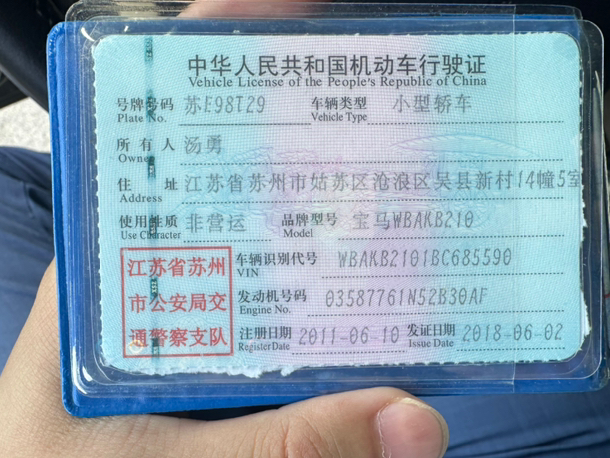 中华人民共和国机动车行驶证
Vehicle License of the People's Republic of China
号牌号码 苏E98T29 车辆类型 小型轿车
Plate No. Vehicle Type
所有人 汤勇
Owner
住址 江苏省苏州市姑苏区沧浪区吴县新村14幢5室
Address
使用性质 非营运 品牌型号 宝马WBAKB210
Use Character Model
江苏省苏州
市公安局交
通警察支队
车辆识别代号 WBAKB2101BC685590
VIN
发动机号码 03587761N52B30AF
Engine No.
注册日期 2011-06-10 发证日期 2018-06-02
Register Date Issue Date